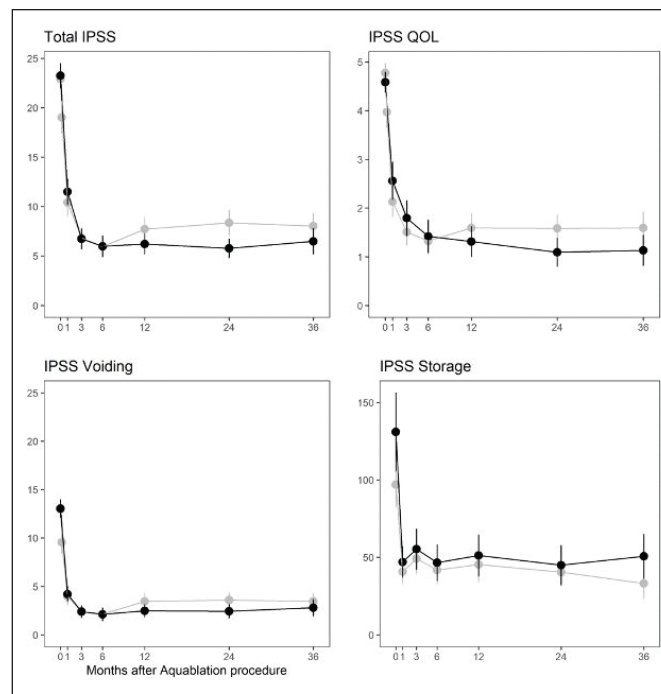 Total IPSS
25
20
15
10
5
0
0 1 3 6 12 24 36
IPSS QOL
5
4
3
2
1
0
0 1 3 6 12 24 36
IPSS Voiding
25
20
15
10
5
0
0 1 3 6 12 24 36
Months after Aquablation procedure
IPSS Storage
150
100
50
0
0 1 3 6 12 24 36